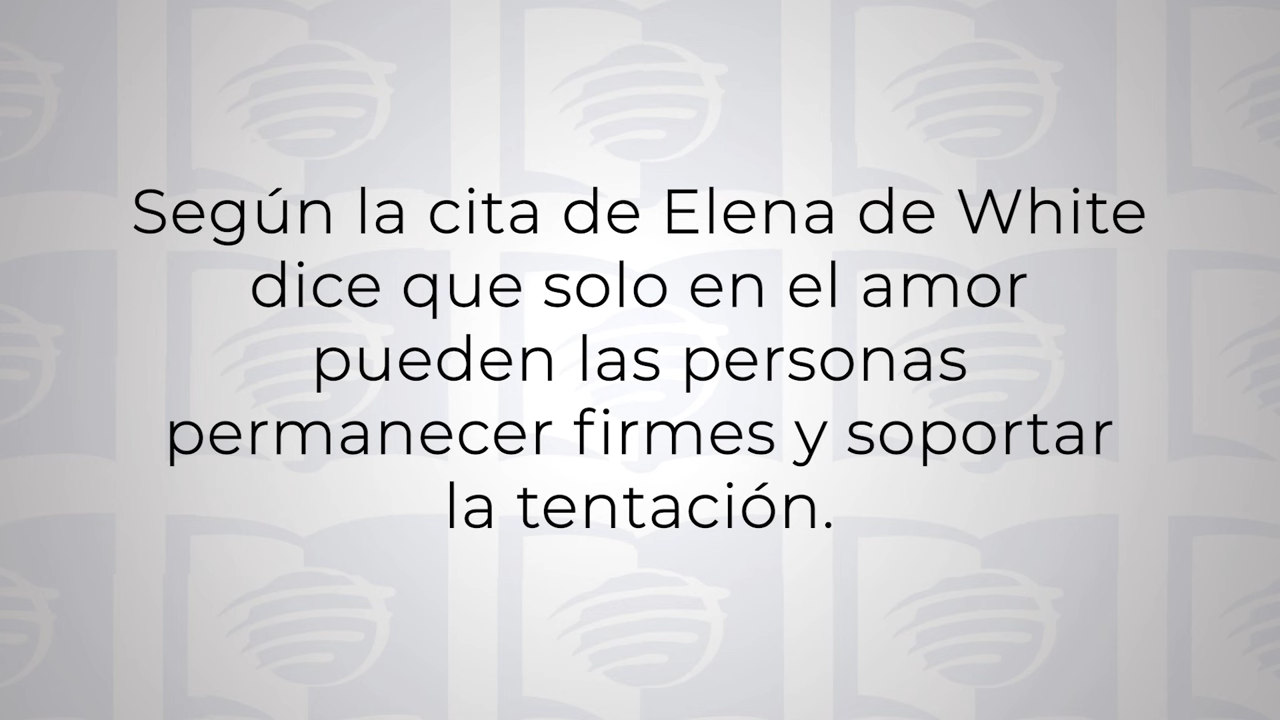 Según la cita de Elena de White
dice que solo en el amor
pueden las personas
permanecer firmes y soportar
la tentación.